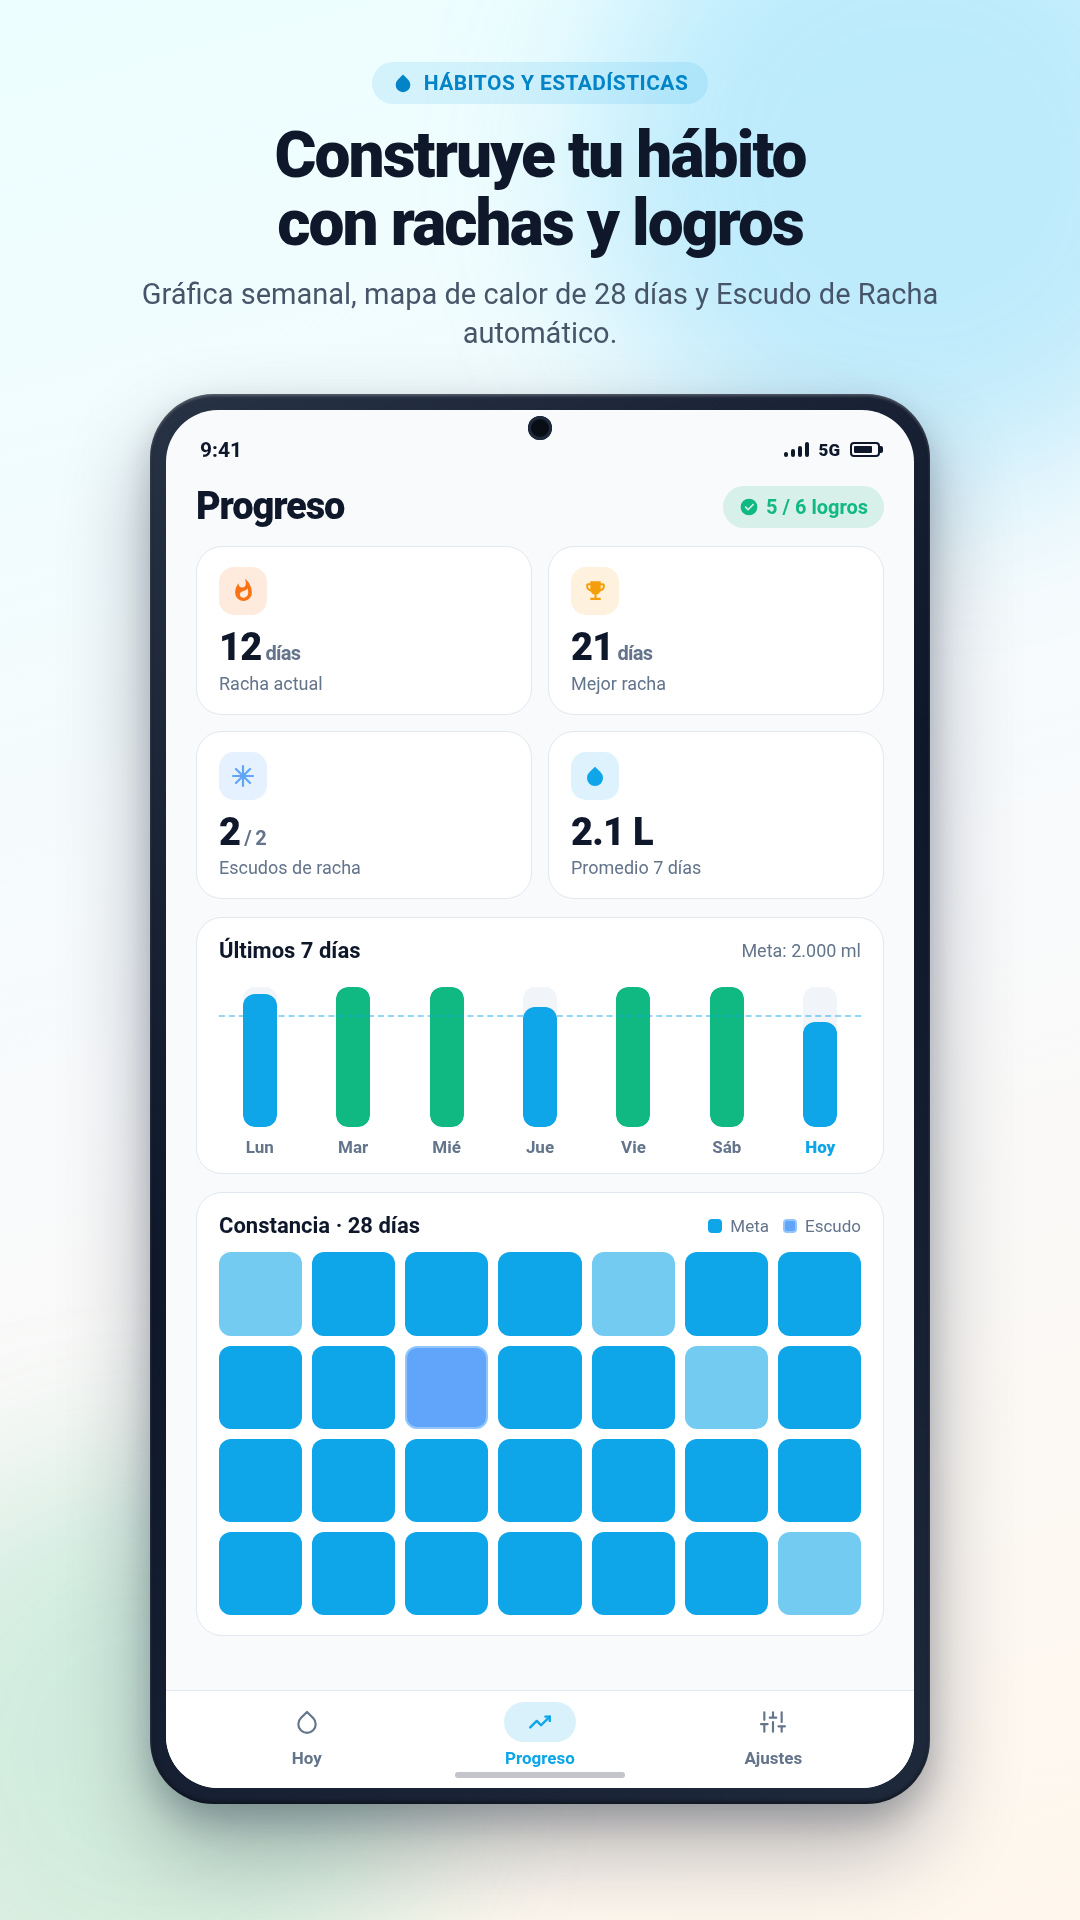 HÁBITOS Y ESTADÍSTICAS
Construye tu hábito
con rachas y logros
Gráfica semanal, mapa de calor de 28 días y Escudo de Racha
automático.
9:41
5G
Progreso
5 / 6 logros
12 días
Racha actual
21 días
Mejor racha
2 / 2
Escudos de racha
2.1 L
Promedio 7 días
Últimos 7 días
Meta: 2.000 ml
Lun Mar Mié Jue Vie Sáb Hoy
Constancia · 28 días
Meta Escudo
Hoy Progreso Ajustes